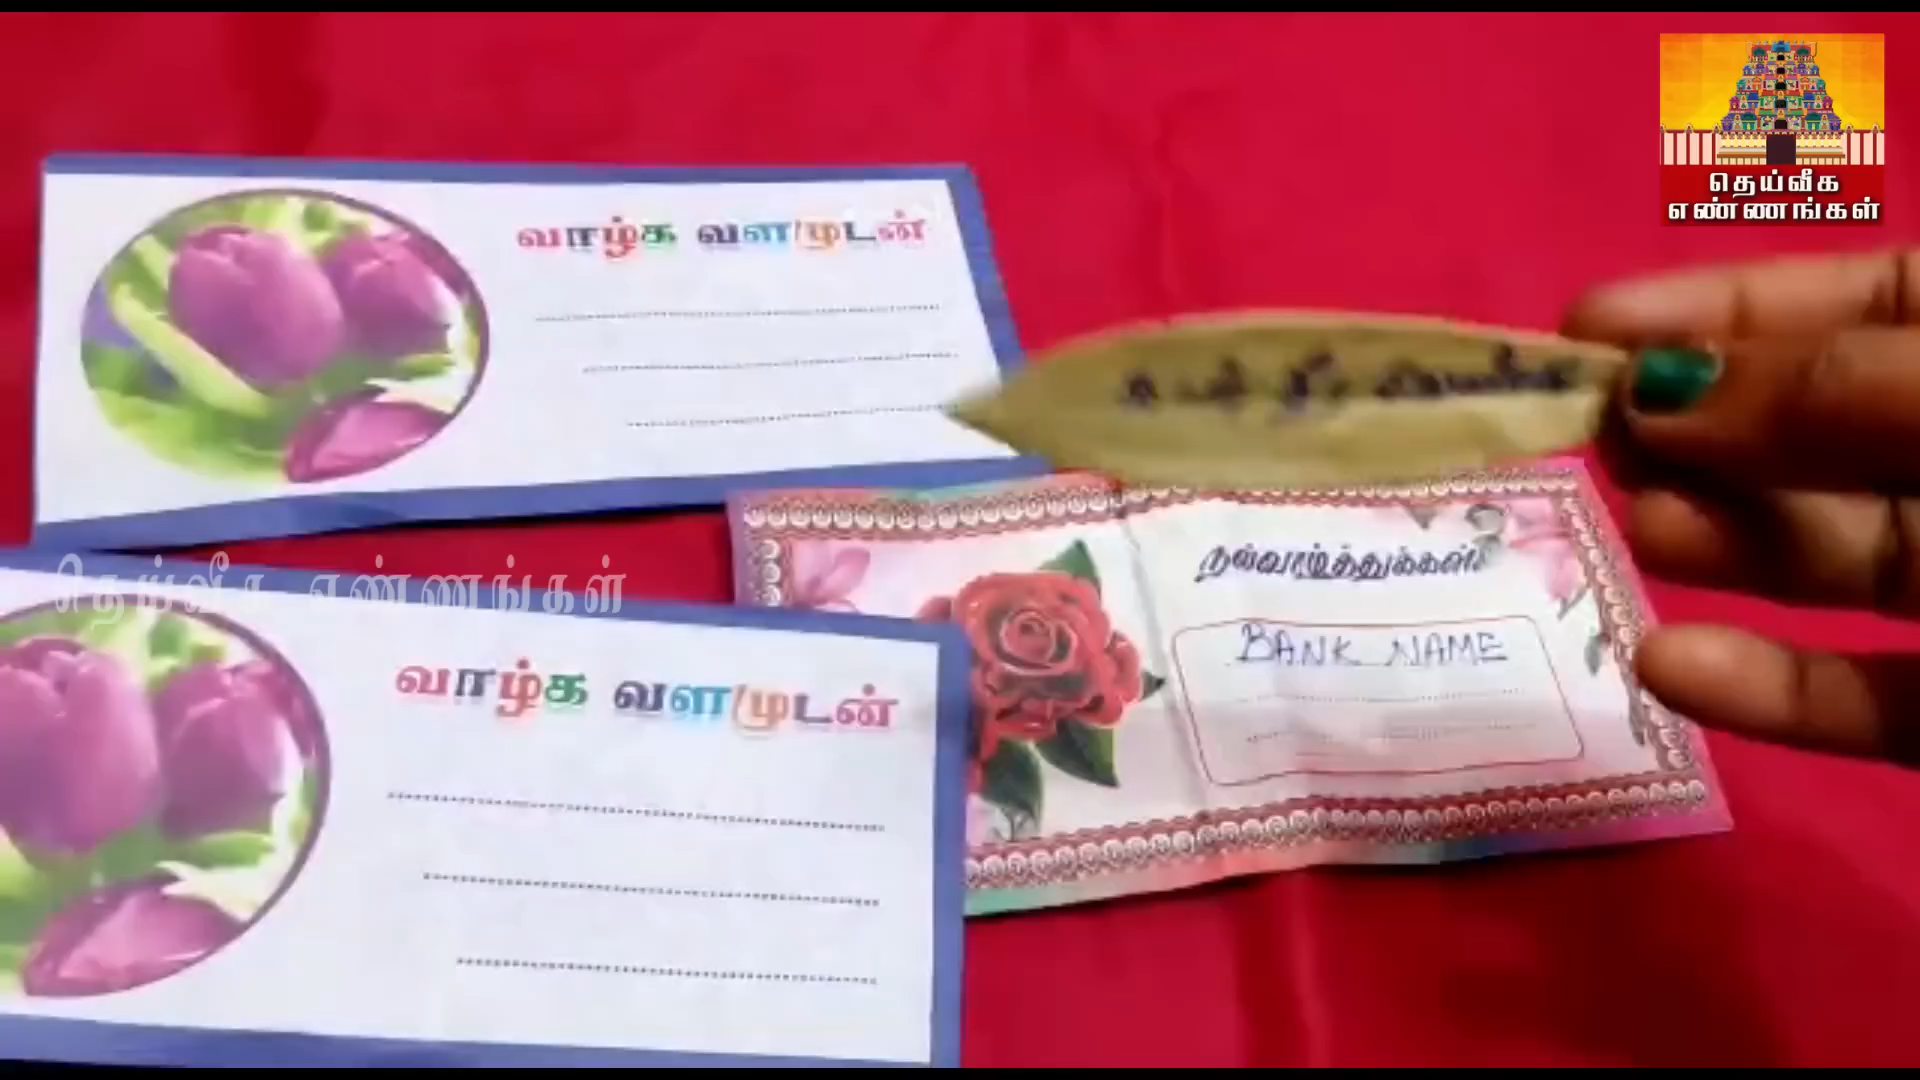 தெய்வீக
எண்ணங்கள்
வாழ்க வளமுடன்
நல்வாழ்த்துக்கள்
BANK NAME
தெய்வீக எண்ணங்கள்
வாழ்க வளமுடன்